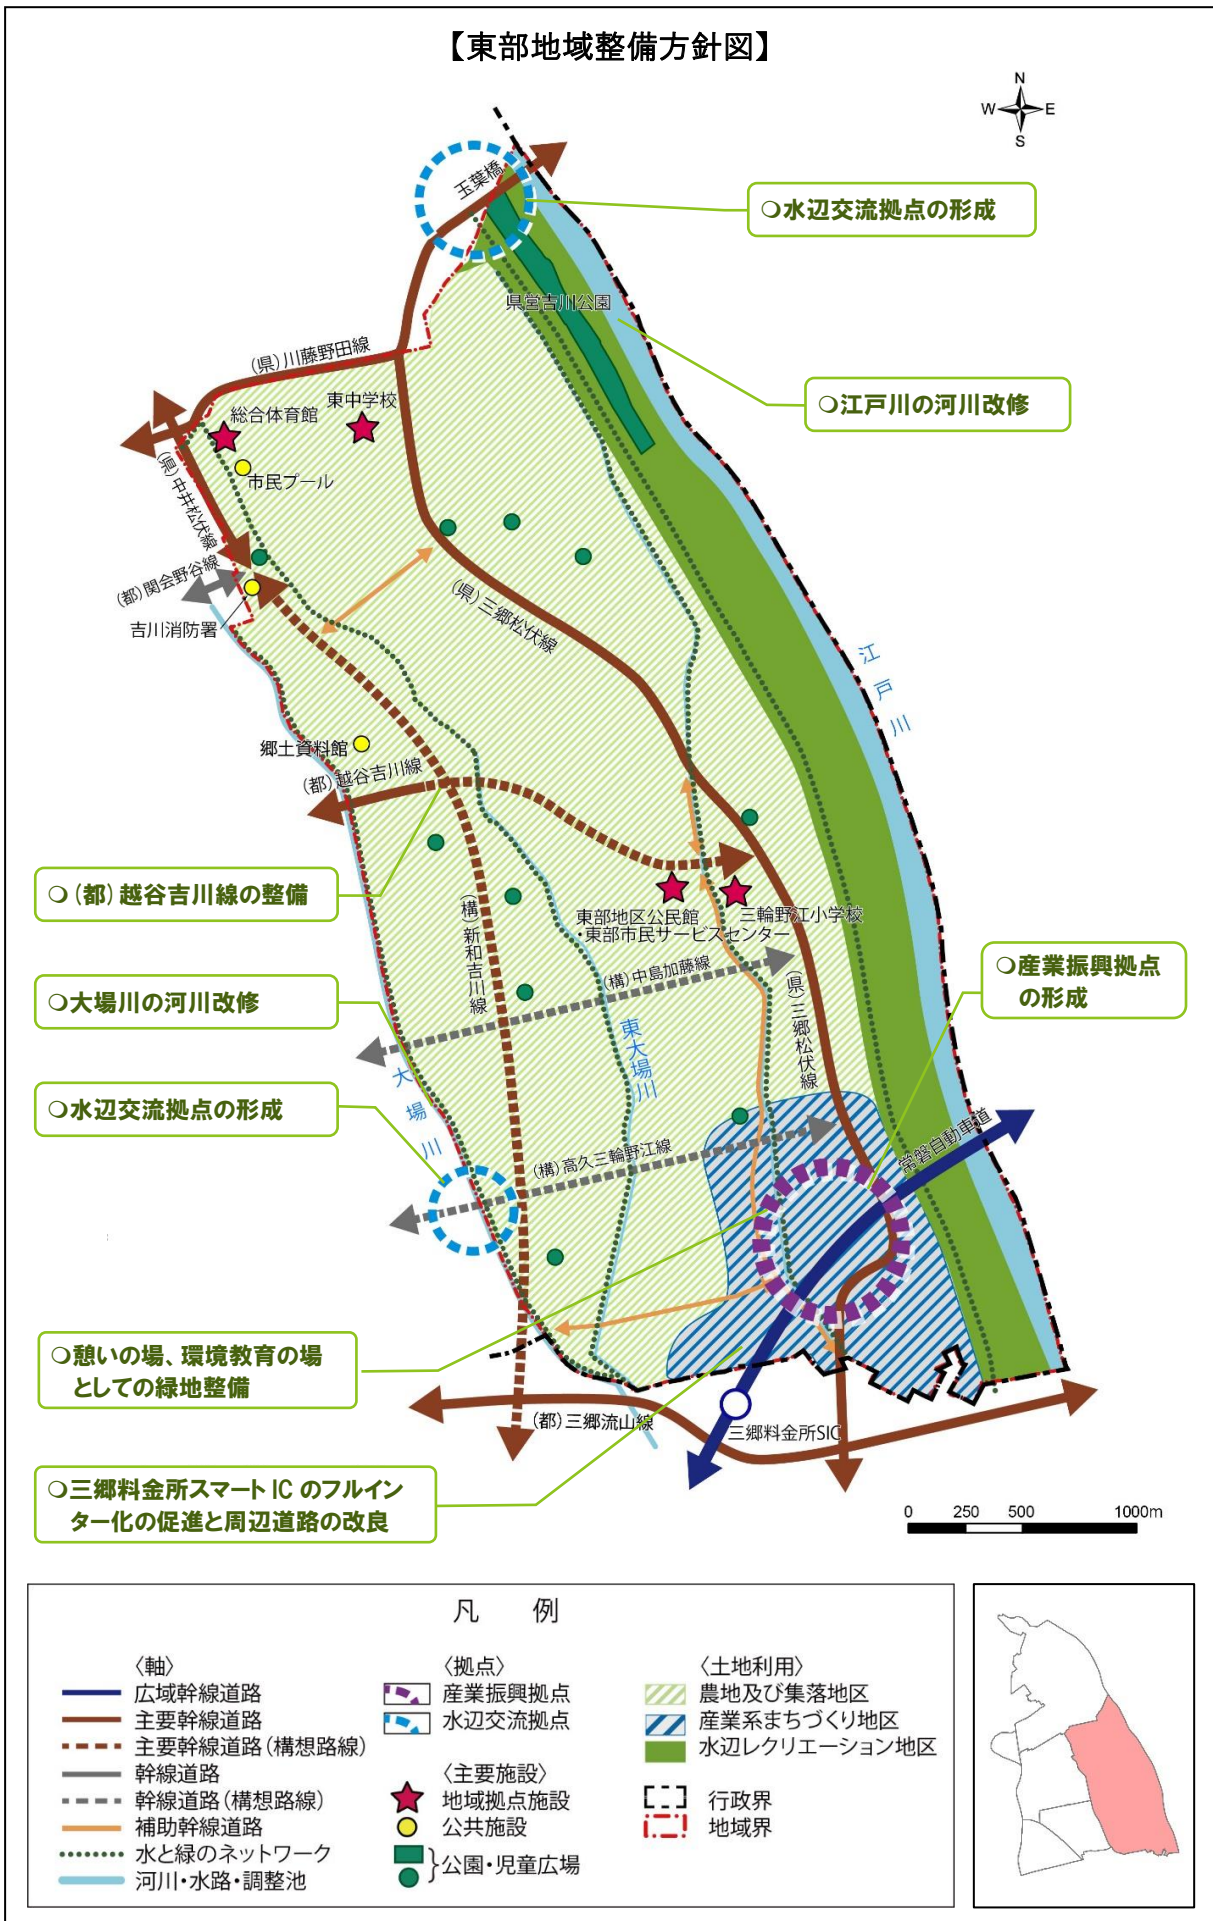 【東部地域整備方針図】
N
W
E
S
玉葉橋
○水辺交流拠点の形成
県営吉川公園
(県)川藤野田線
○江戸川の河川改修
総合体育館
東中学校
市民プール
(県)中井松伏線
(都)関会野谷線
吉川消防署
(県)三郷松伏線
江戸川
郷土資料館
(都)越谷吉川線
○(都)越谷吉川線の整備
(構)新和吉川線
東部地区公民館
・東部市民サービスセンター
三輪野江小学校
(構)中島加藤線
○産業振興拠点
の形成
○大場川の河川改修
(県)三郷松伏線
東大場川
大場川
○水辺交流拠点の形成
常磐自動車道
(構)高久三輪野江線
○憩いの場、環境教育の場
としての緑地整備
(都)三郷流山線
三郷料金所SIC
○三郷料金所スマートICのフルイン
ター化の促進と周辺道路の改良
0 250 500 1000m
凡 例
〈軸〉
広域幹線道路
主要幹線道路
主要幹線道路(構想路線)
幹線道路
幹線道路(構想路線)
補助幹線道路
水と緑のネットワーク
河川・水路・調整池
〈拠点〉
産業振興拠点
水辺交流拠点
〈主要施設〉
地域拠点施設
公共施設
公園・児童広場
〈土地利用〉
農地及び集落地区
産業系まちづくり地区
水辺レクリエーション地区
行政界
地域界